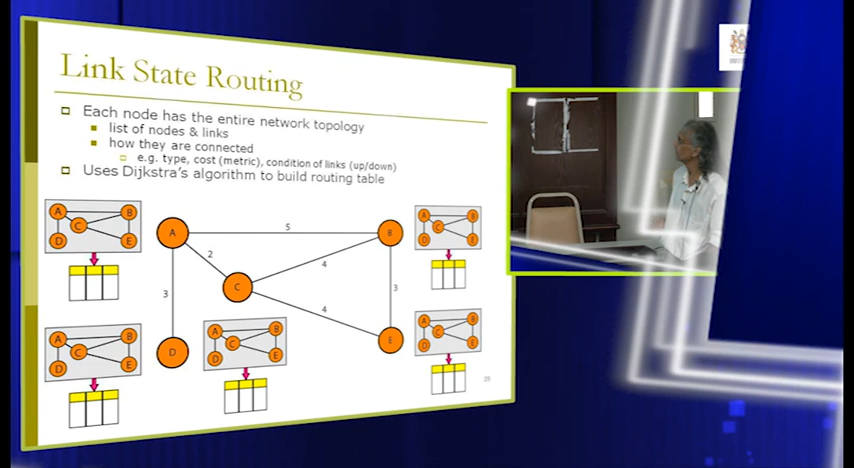 Link State Routing
Each node has the entire network topology
list of nodes & links
how they are connected
e.g. type, cost (metric), condition of links (up/down)
Uses Dijkstra's algorithm to build routing table
A B
C
D E
A 5 B
2
4
C
3 3
4
D E
A B
C
D E
A B
C
D E
A B
C
D E
A B
C
D E
29